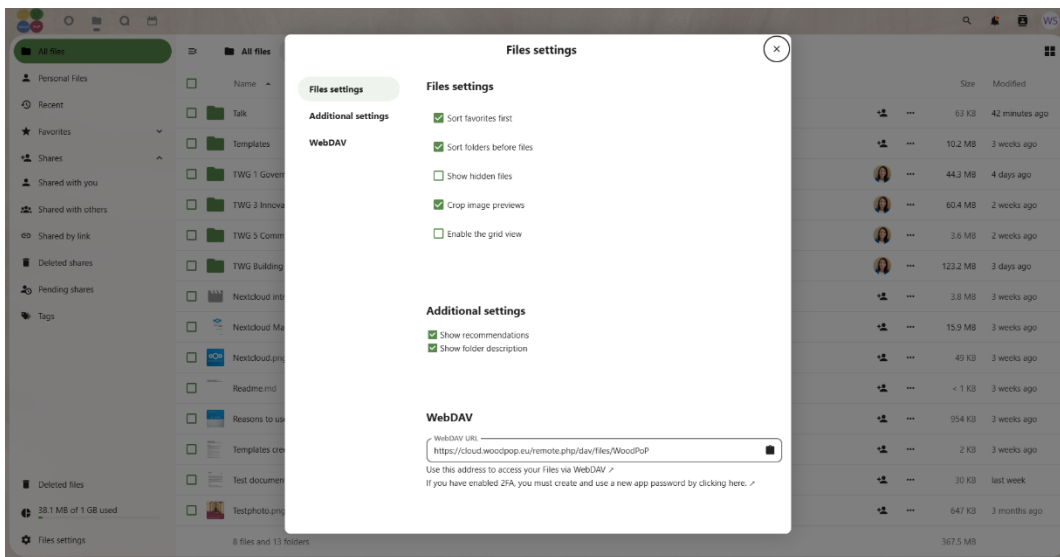 WS
Files settings
All files
All files
Personal Files
Name
Size
Modified
Files settings
Files settings
Recent
Additional settings
Sort favorites first
Talk
63 KB
42 minutes ago
Favorites
WebDAV
Sort folders before files
Templates
10.2 MB
3 weeks ago
Shares
Shared with you
TWG 1 Govern
Show hidden files
44.3 MB
4 days ago
Shared with others
TWG 3 Innova
Crop image previews
60.4 MB
2 weeks ago
Shared by link
TWG 5 Comm
Enable the grid view
3.6 MB
2 weeks ago
Deleted shares
TWG Building
123.2 MB
3 days ago
Pending shares
Nextcloud intr
3.8 MB
3 weeks ago
Tags
Additional settings
Nextcloud Ma
Show recommendations
15.9 MB
3 weeks ago
Show folder description
Nextcloud.png
49 KB
3 weeks ago
Readme.md
< 1 KB
3 weeks ago
Reasons to use
WebDAV
954 KB
3 weeks ago
WebDAV URL
Templates cre
https://cloud.woodpop.eu/remote.php/dav/files/WoodPoP
2 KB
3 weeks ago
Use this address to access your Files via WebDAV ↗
Deleted files
Test documen
If you have enabled 2FA, you must create and use a new app password by clicking here. ↗
30 KB
last week
38.1 MB of 1 GB used
Testphoto.png
647 KB
3 months ago
Files settings
8 files and 13 folders
367.5 MB